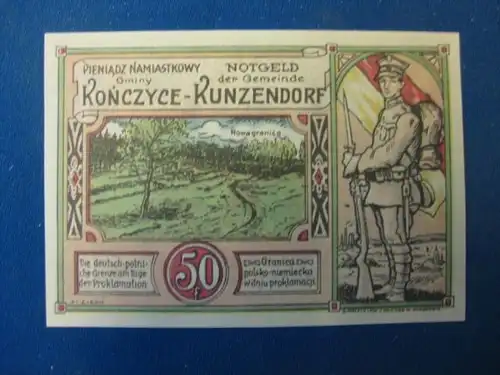 PIENIĄDZ NAMIASTKOWY
Gminy
NOTGELD
der Gemeinde
KOŃCZYCE-KUNZENDORF
Nowa granica
Die deutsch-polni-
sche Grenze am Tage
der Proklamation
50
Nowa Granica
polsko-niemiecka
w dniu proklamacji